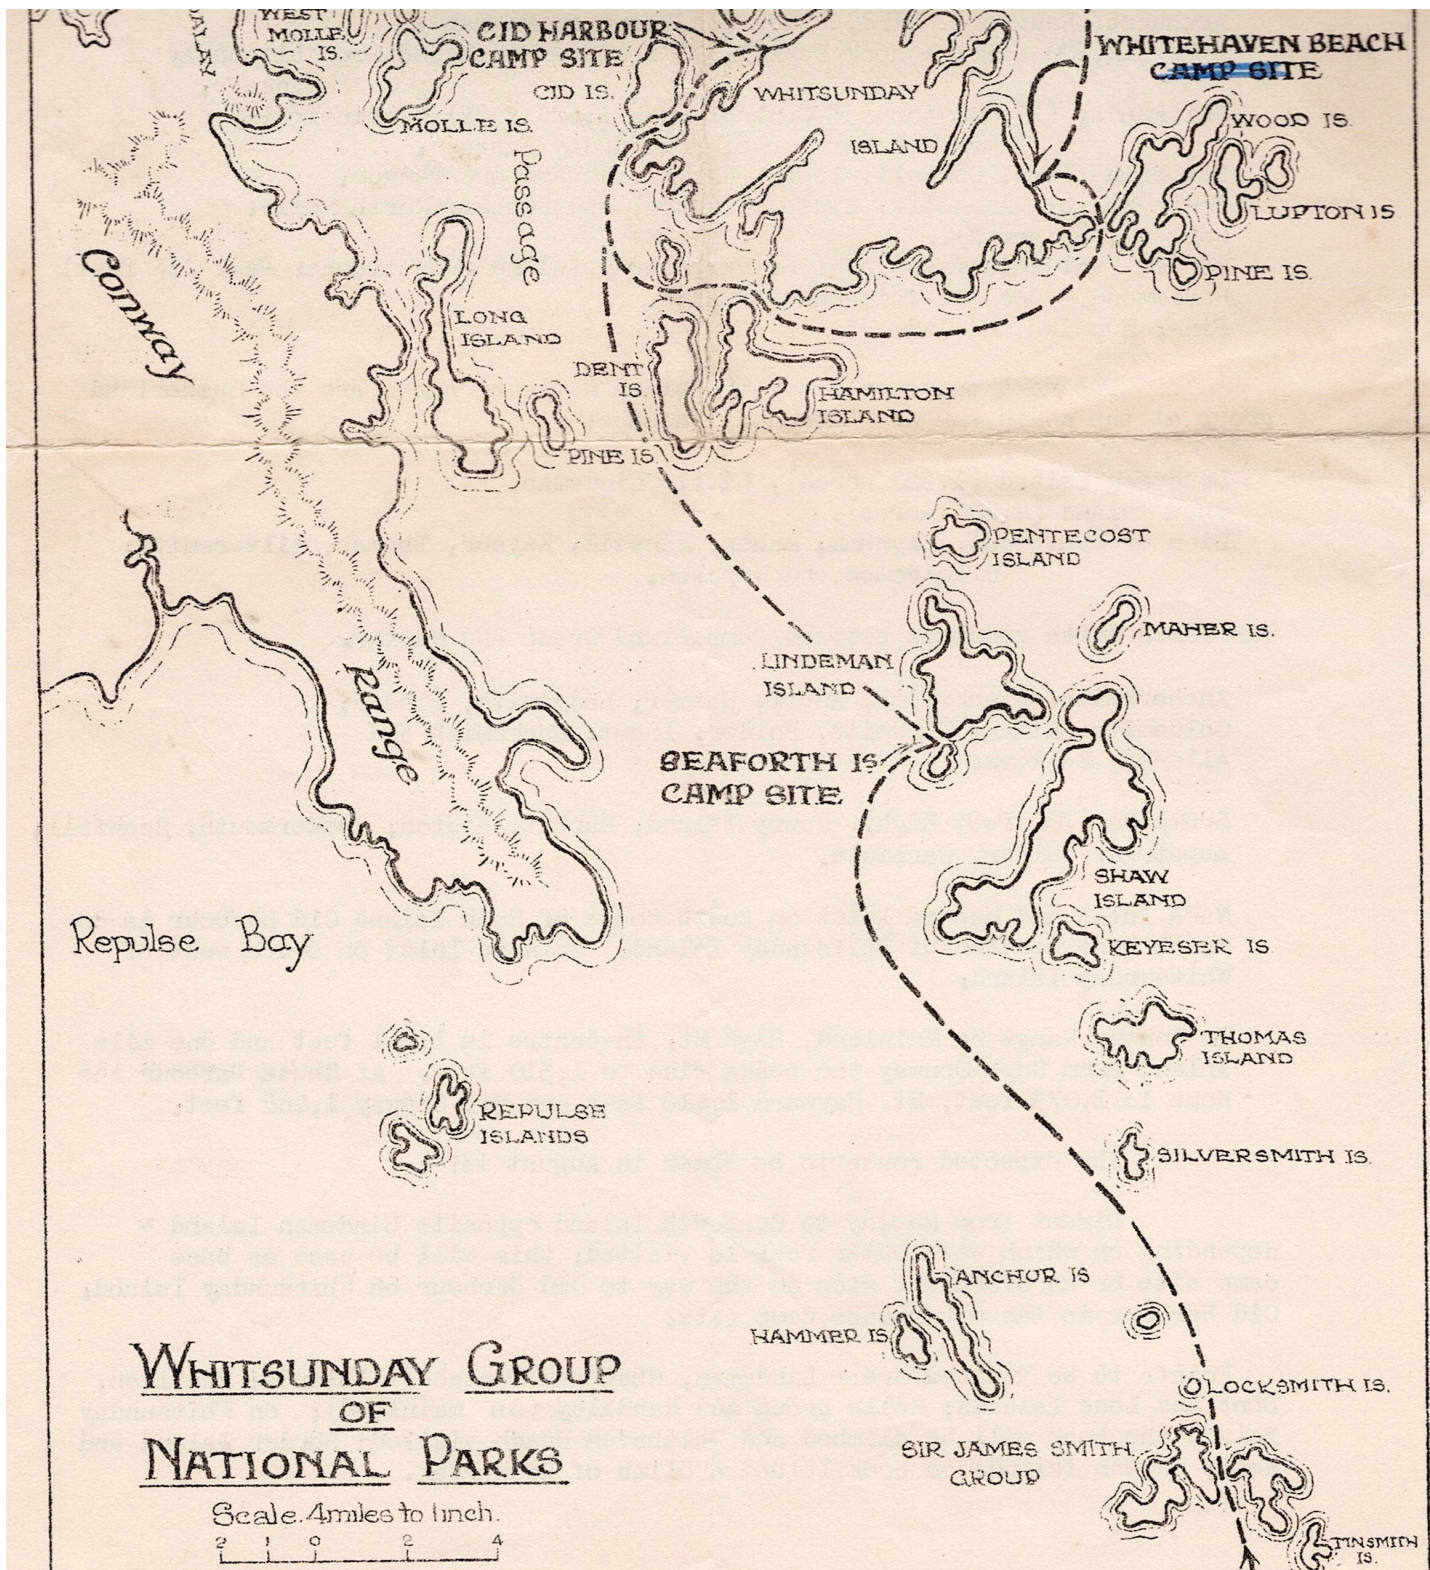 WEST
MOLLE
IS.
CID HARBOUR
CAMP SITE
CID IS.
MOLLE IS.
WHITSUNDAY
ISLAND
WHITEHAVEN BEACH
CAMP SITE
WOOD IS.
LUPTON IS
PINE IS.
Passage
Conway
LONG
ISLAND
DENT
IS
HAMILTON
ISLAND
PINE IS.
PENTECOST
ISLAND
MAHER IS.
LINDEMAN
ISLAND
Range
SEAFORTH IS
CAMP SITE
SHAW
ISLAND
KEYESER IS
Repulse Bay
THOMAS
ISLAND
REPULSE
ISLANDS
SILVERSMITH IS.
ANCHOR IS
HAMMER IS.
LOCKSMITH IS.
SIR JAMES SMITH
GROUP
TINSMITH
IS.
WHITSUNDAY GROUP
OF
NATIONAL PARKS
Scale. 4 miles to 1 inch.
2 1 0 2 4